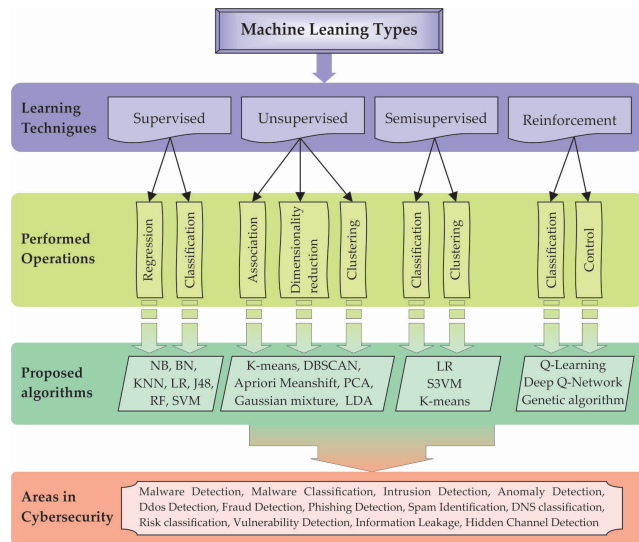 Machine Leaning Types
Learning
Technigues
Supervised
Unsupervised
Semisupervised
Reinforcement
Performed
Operations
Regression
Classification
Association
Dimensionality
reduction
Clustering
Classification
Clustering
Classification
Control
Proposed
algorithms
NB, BN,
KNN, LR, J48,
RF, SVM
K-means, DBSCAN,
Apriori Meanshift, PCA,
Gaussian mixture, LDA
LR
S3VM
K-means
Q-Learning
Deep Q-Network
Genetic algorithm
Areas in
Cybersecurity
Malware Detection, Malware Classification, Intrusion Detection, Anomaly Detection,
Ddos Detection, Fraud Detection, Phishing Detection, Spam Identification, DNS classification,
Risk classification, Vulnerability Detection, Information Leakage, Hidden Channel Detection